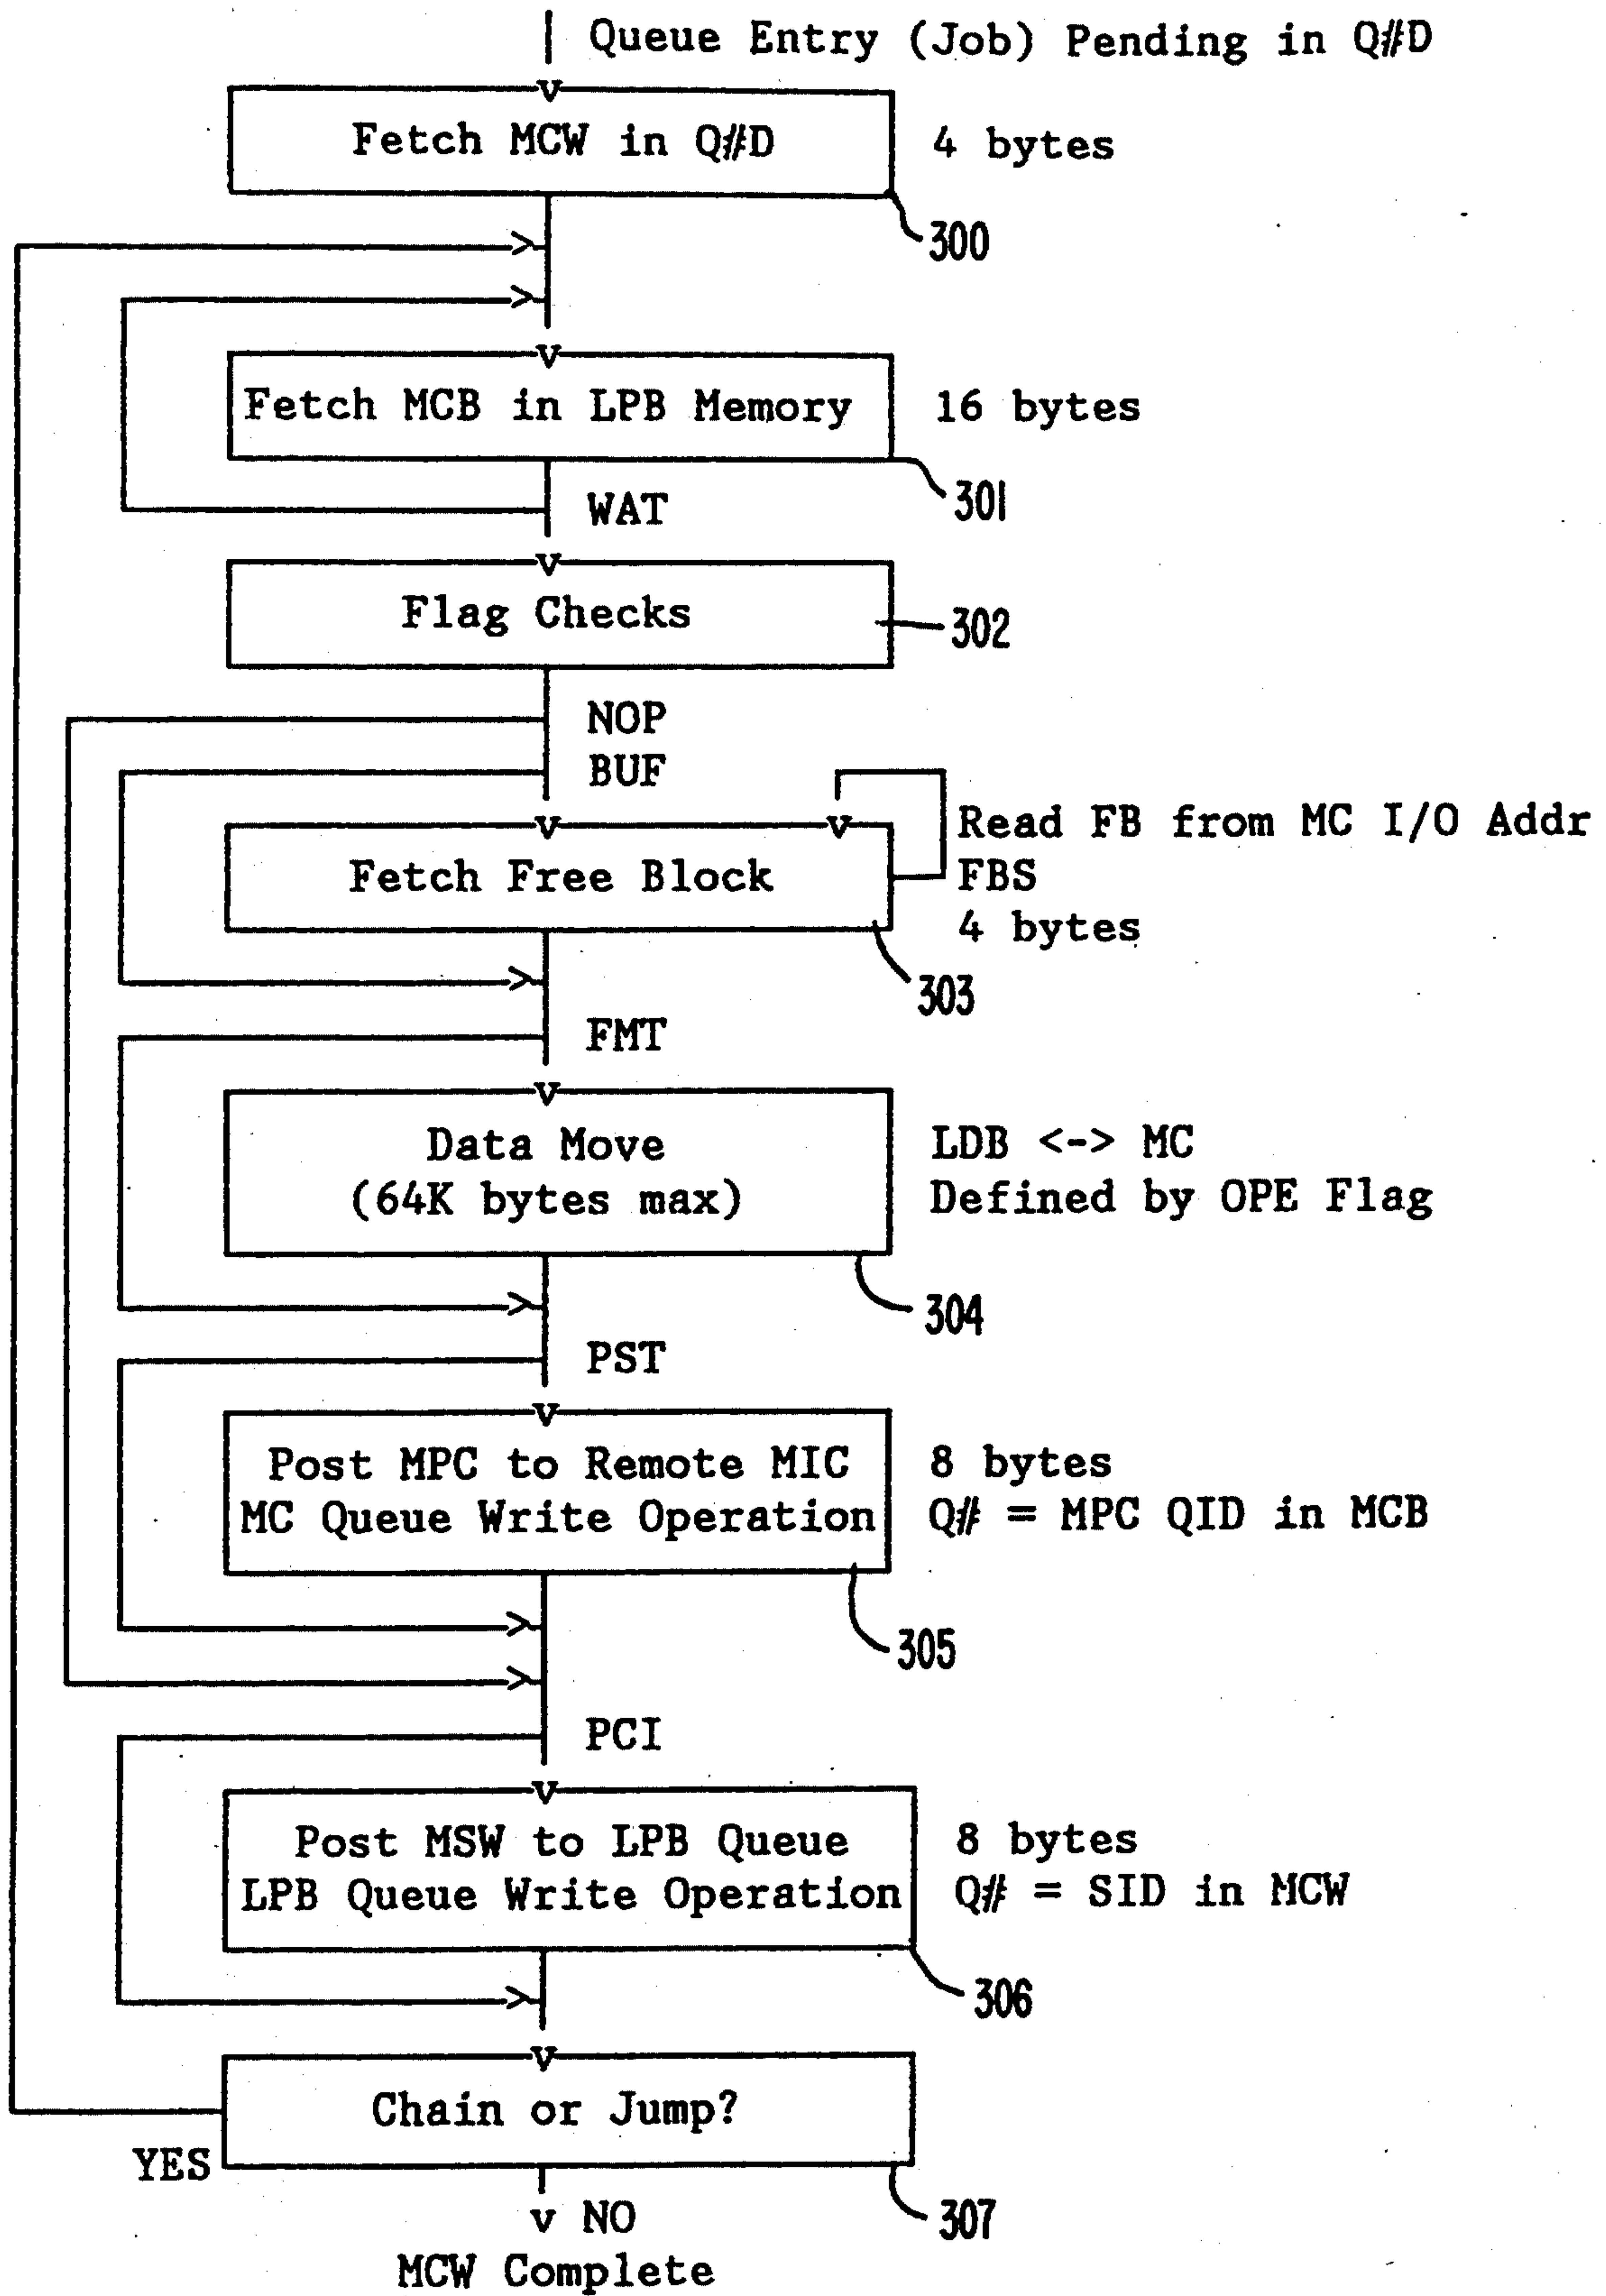 Queue Entry (Job) Pending in Q#D
Fetch MCW in Q#D
4 bytes
300
Fetch MCB in LPB Memory
16 bytes
301
WAT
Flag Checks
302
NOP
BUF
Read FB from MC I/O Addr
Fetch Free Block
FBS
4 bytes
303
FMT
Data Move
(64K bytes max)
LDB <-> MC
Defined by OPE Flag
304
PST
Post MPC to Remote MIC
MC Queue Write Operation
8 bytes
Q# = MPC QID in MCB
305
PCI
Post MSW to LPB Queue
LPB Queue Write Operation
8 bytes
Q# = SID in MCW
306
Chain or Jump?
YES
307
v NO
MCW Complete